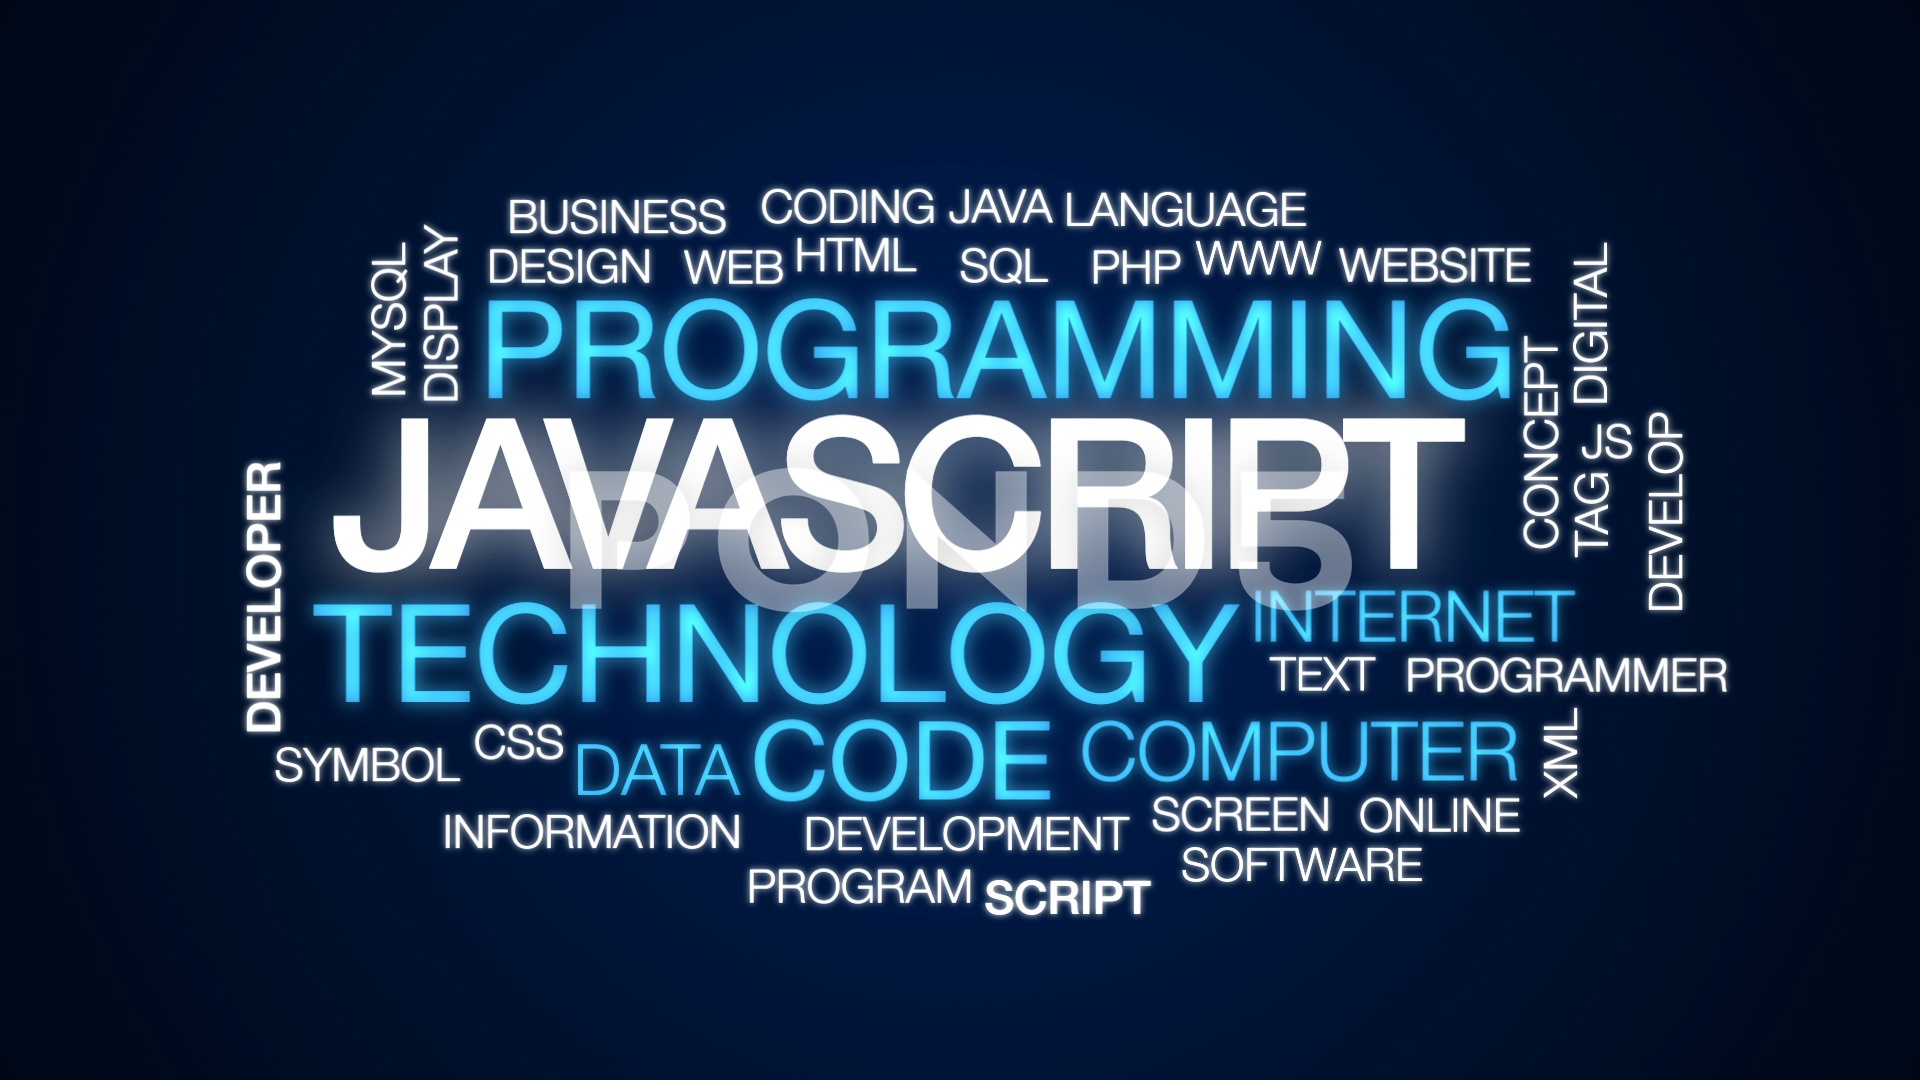 BUSINESS CODING JAVA LANGUAGE
DESIGN WEB HTML SQL PHP WWW WEBSITE
MYSQL
DISPLAY
PROGRAMMING
CONCEPT
DIGITAL
JAVASCRIPT
TAG
JS
DEVELOP
POND5
DEVELOPER
TECHNOLOGY INTERNET
TEXT PROGRAMMER
SYMBOL CSS DATA CODE COMPUTER
XML
INFORMATION DEVELOPMENT SCREEN ONLINE
PROGRAM SCRIPT SOFTWARE